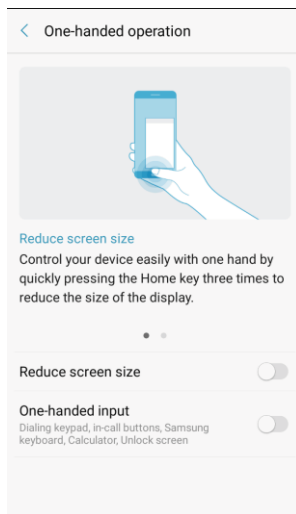 One-handed operation
Reduce screen size
Control your device easily with one hand by
quickly pressing the Home key three times to
reduce the size of the display.
Reduce screen size
One-handed input
Dialing keypad, in-call buttons, Samsung
keyboard, Calculator, Unlock screen